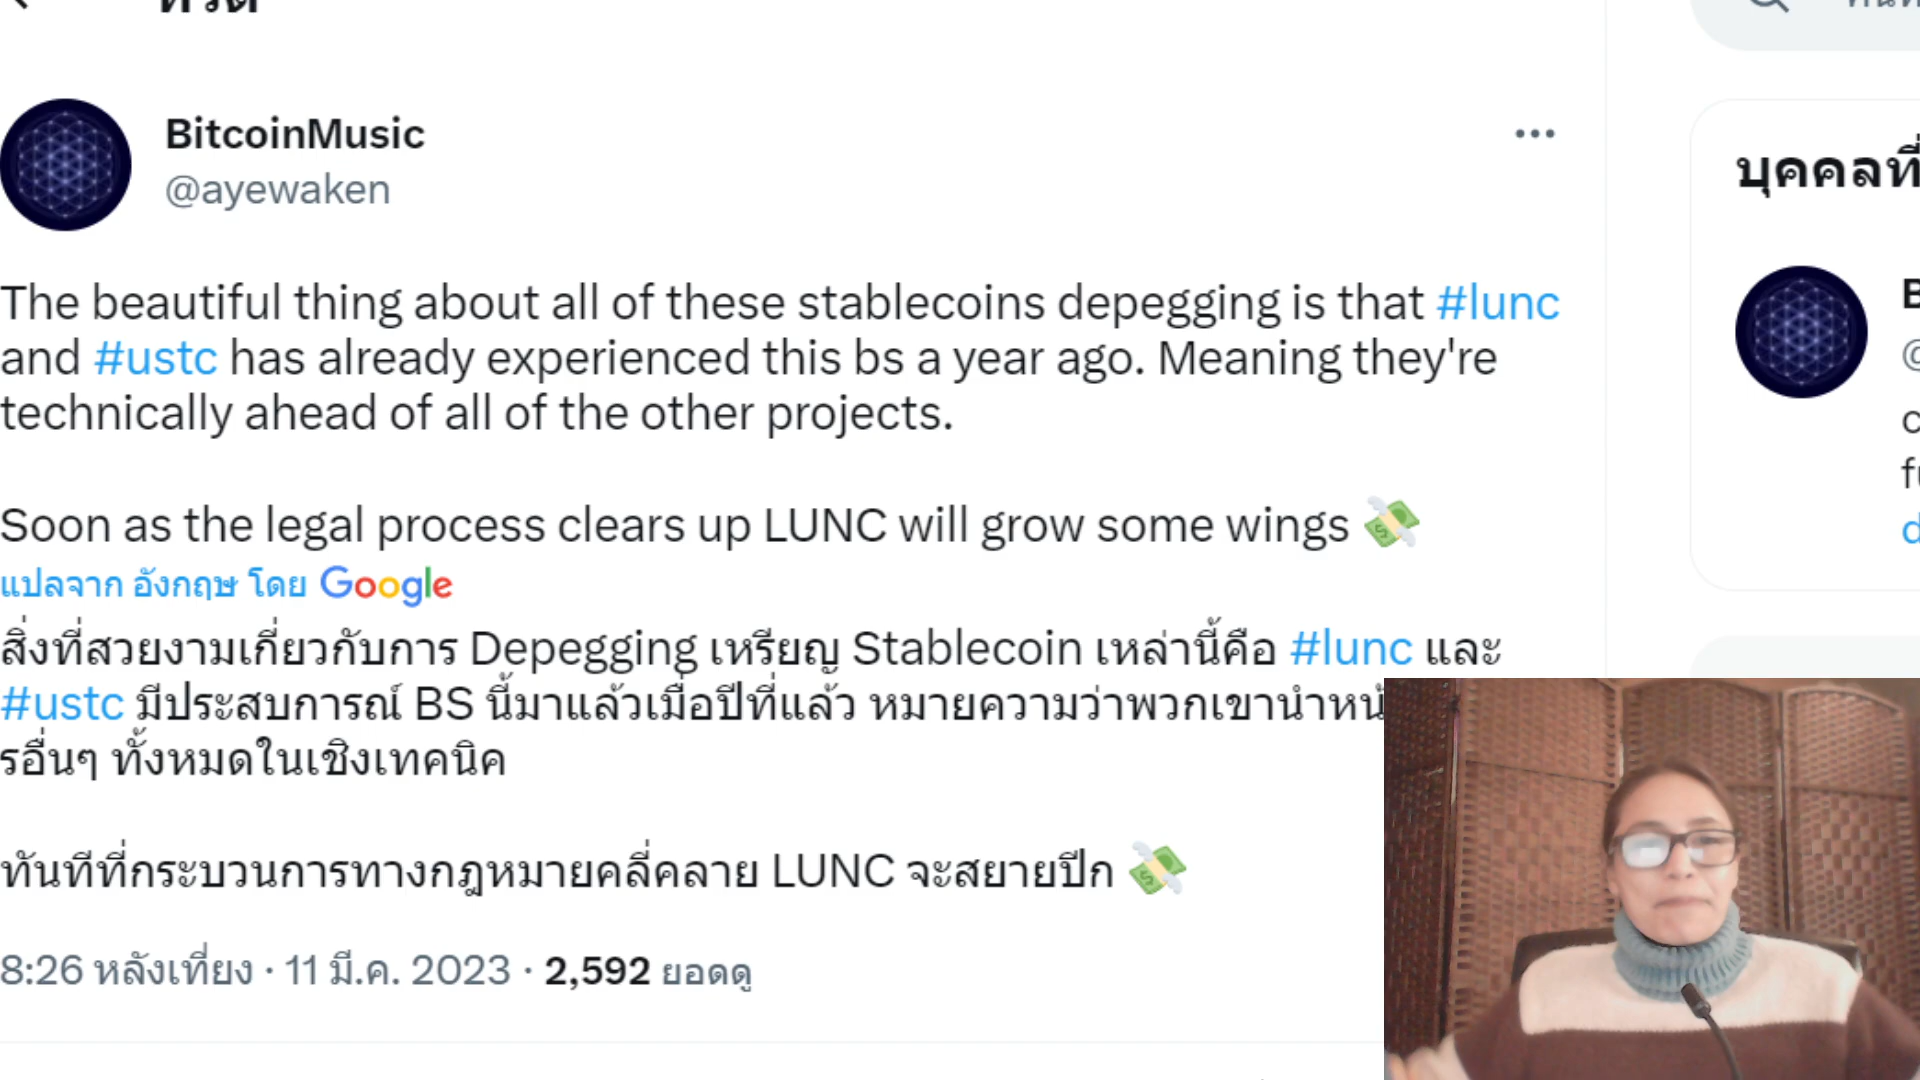 ทวีต
BitcoinMusic
@ayewaken
The beautiful thing about all of these stablecoins depegging is that #lunc
and #ustc has already experienced this bs a year ago. Meaning they're
technically ahead of all of the other projects.
Soon as the legal process clears up LUNC will grow some wings 💸
แปลจาก อังกฤษ โดย Google
สิ่งที่สวยงามเกี่ยวกับการ Depegging เหรียญ Stablecoin เหล่านี้คือ #lunc และ
#ustc มีประสบการณ์ BS นี้มาแล้วเมื่อปีที่แล้ว หมายความว่าพวกเขานำหน้
รอื่นๆ ทั้งหมดในเชิงเทคนิค
ทันทีที่กระบวนการทางกฎหมายคลี่คลาย LUNC จะสยายปีก 💸
8:26 หลังเที่ยง · 11 มี.ค. 2023 · 2,592 ยอดดู
บุคคลที่